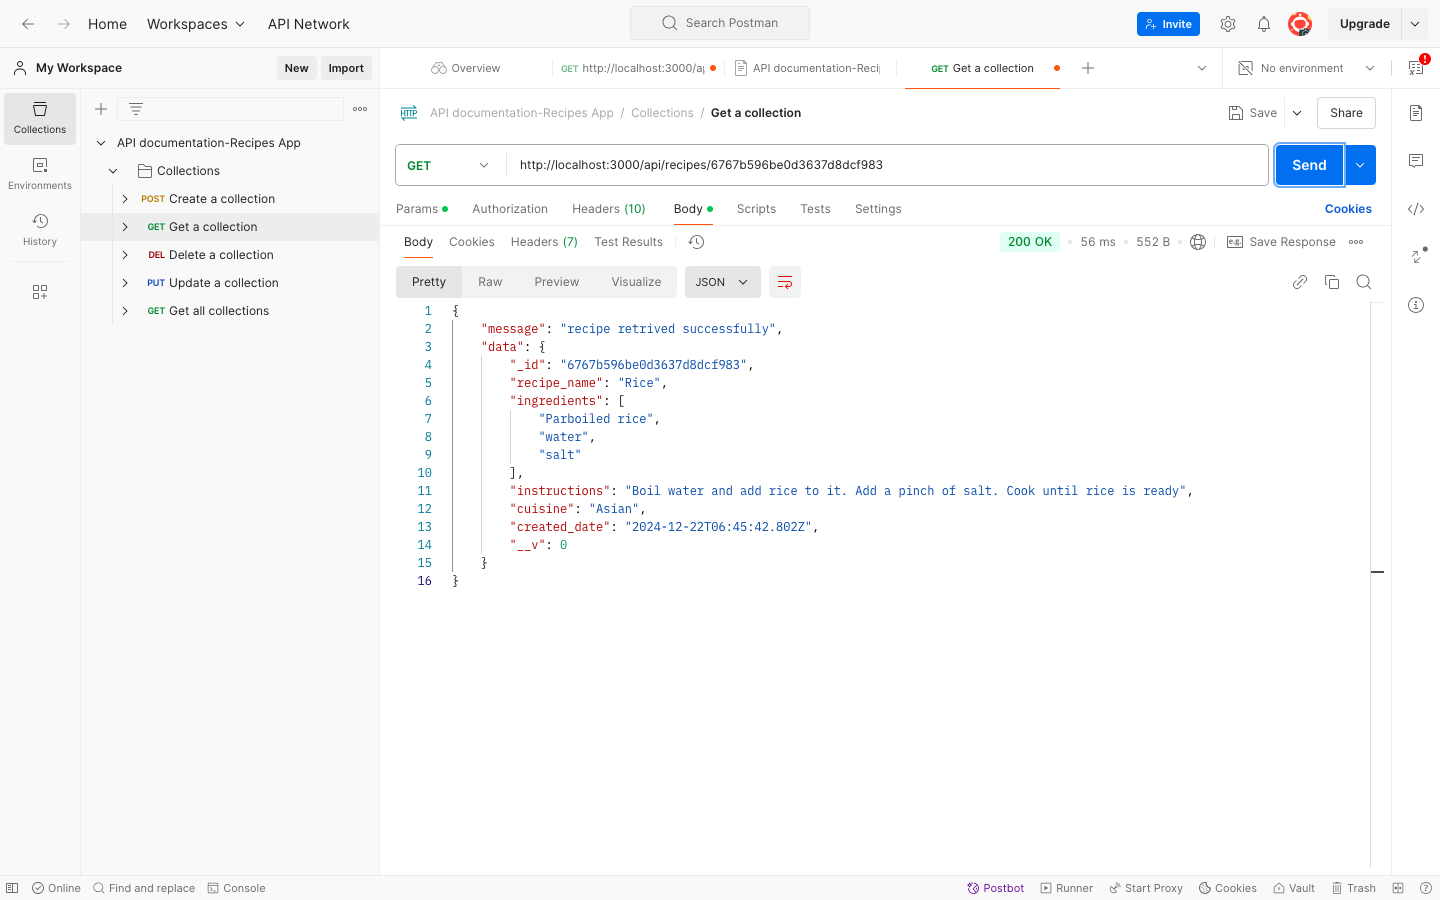 Home
Workspaces
API Network
Search Postman
Invite
Upgrade
My Workspace
New
Import
Overview
GET http://localhost:3000/a
API documentation-Reci
GET Get a collection
No environment
Collections
Environments
History
API documentation-Recipes App
Collections
POST Create a collection
GET Get a collection
DEL Delete a collection
PUT Update a collection
GET Get all collections
HTTP
API documentation-Recipes App / Collections / Get a collection
Save
Share
GET
http://localhost:3000/api/recipes/6767b596be0d3637d8dcf983
Send
Params
Authorization
Headers (10)
Body
Scripts
Tests
Settings
Cookies
Body
Cookies
Headers (7)
Test Results
200 OK
56 ms
552 B
e.g.
Save Response
Pretty
Raw
Preview
Visualize
JSON
1 {
2 "message": "recipe retrived successfully",
3 "data": {
4 "_id": "6767b596be0d3637d8dcf983",
5 "recipe_name": "Rice",
6 "ingredients": [
7 "Parboiled rice",
8 "water",
9 "salt"
10 ],
11 "instructions": "Boil water and add rice to it. Add a pinch of salt. Cook until rice is ready",
12 "cuisine": "Asian",
13 "created_date": "2024-12-22T06:45:42.802Z",
14 "__v": 0
15 }
16 }
Online
Find and replace
Console
Postbot
Runner
Start Proxy
Cookies
Vault
Trash